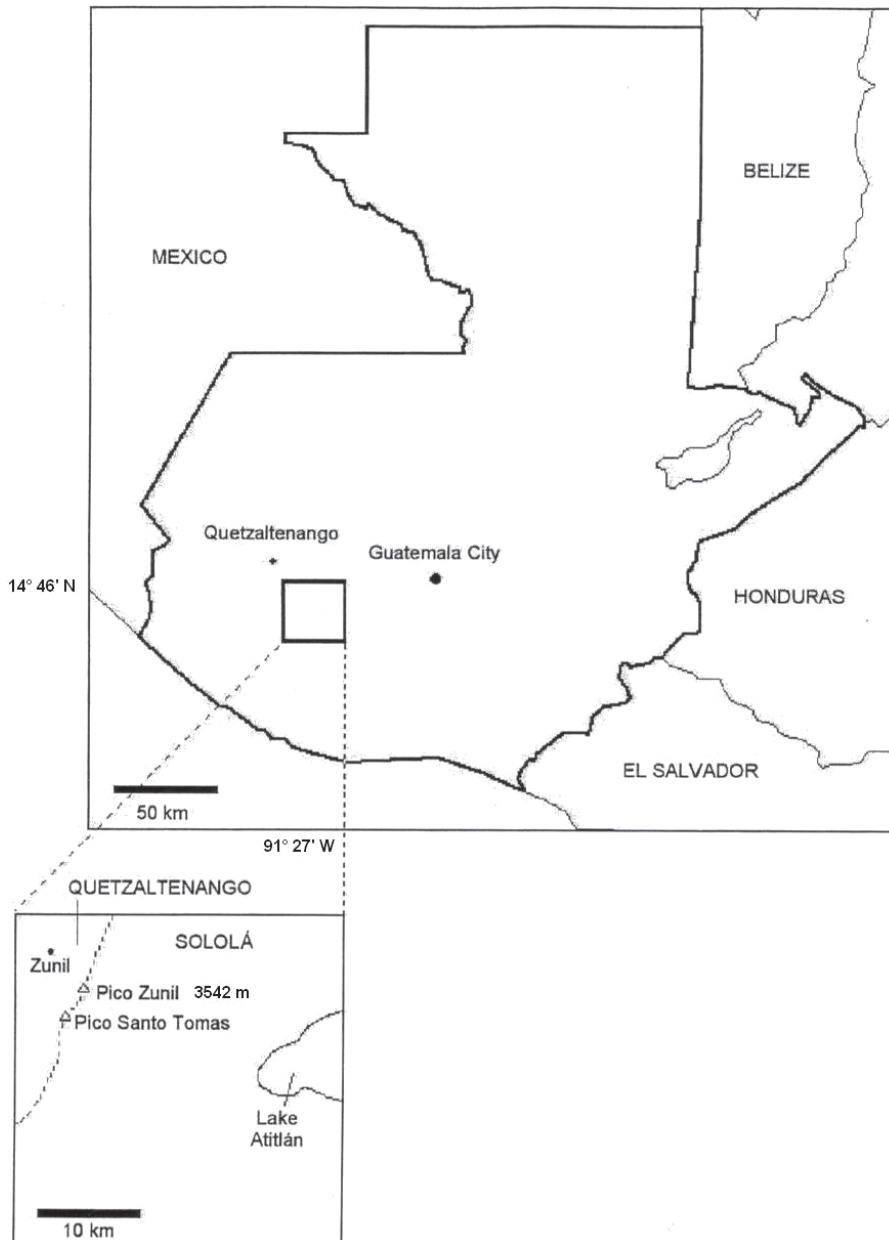 BELIZE
MEXICO
Quetzaltenango
Guatemala City
14° 46' N
HONDURAS
EL SALVADOR
50 km
91° 27' W
QUETZALTENANGO
SOLOLÁ
Zunil
Pico Zunil 3542 m
Pico Santo Tomas
Lake
Atitlán
10 km